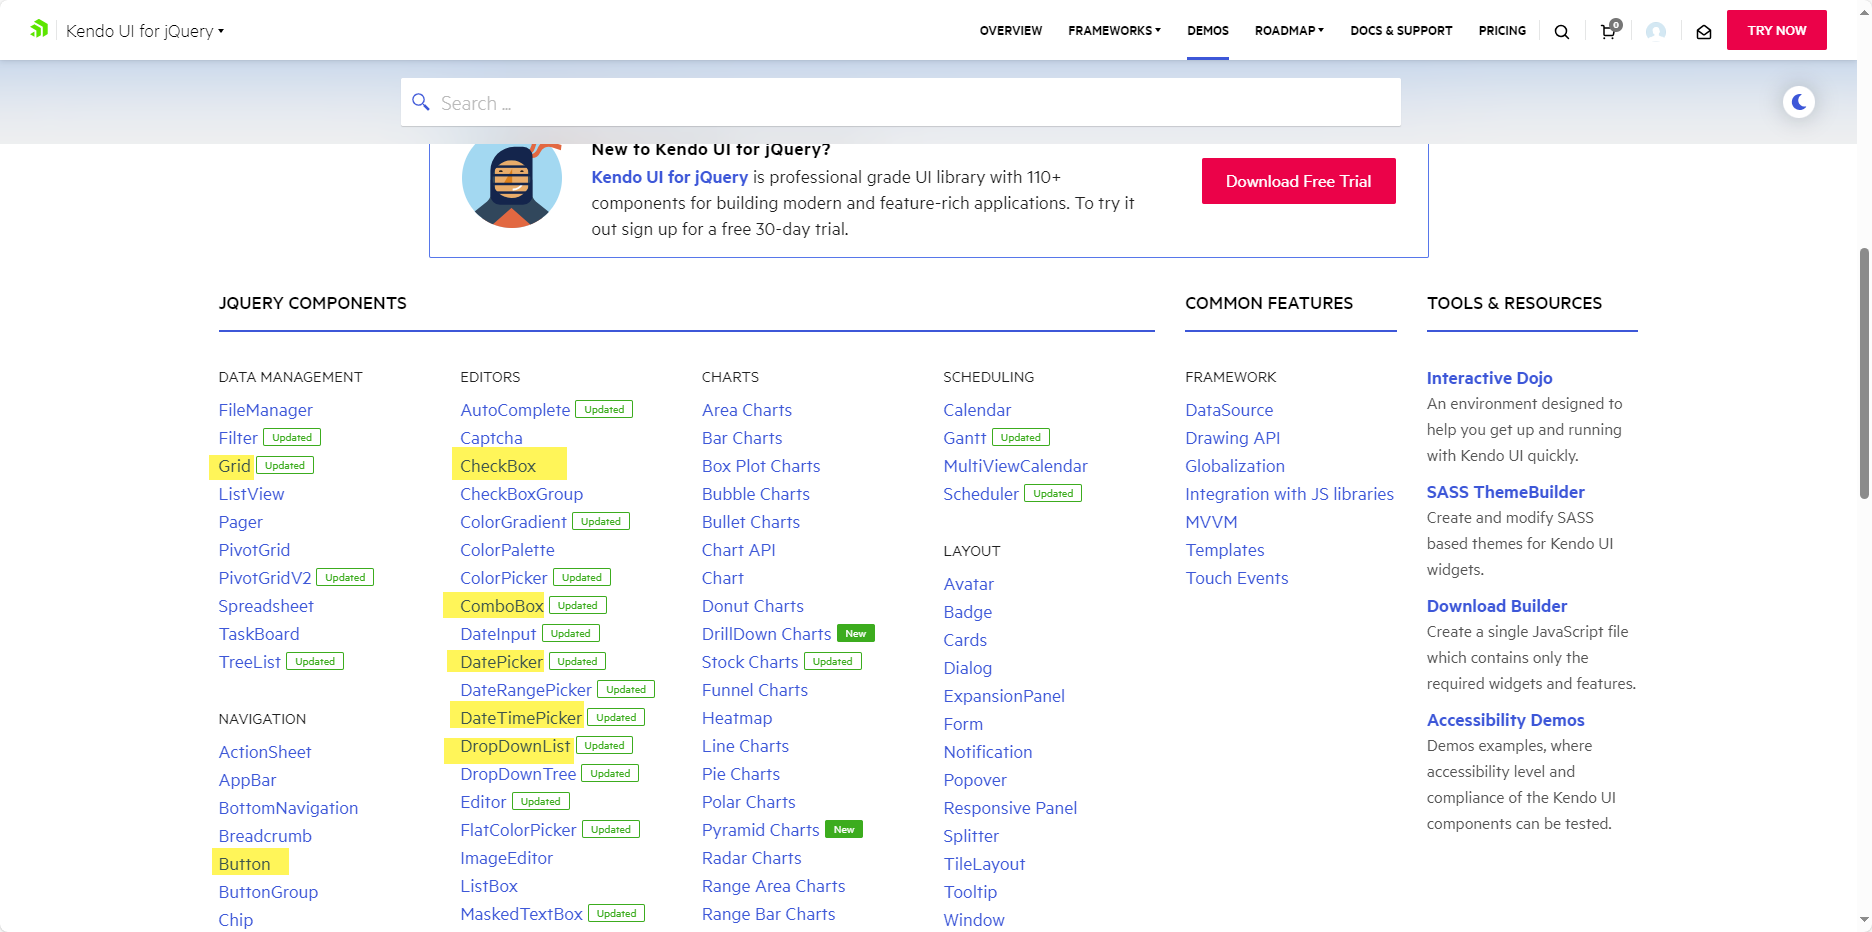 Kendo UI for jQuery
OVERVIEW
FRAMEWORKS
DEMOS
ROADMAP
DOCS & SUPPORT
PRICING
0
TRY NOW
Search ...
New to Kendo UI for jQuery?
Kendo UI for jQuery is professional grade UI library with 110+
components for building modern and feature-rich applications. To try it
out sign up for a free 30-day trial.
Download Free Trial
JQUERY COMPONENTS
DATA MANAGEMENT
FileManager
Filter Updated
Grid Updated
ListView
Pager
PivotGrid
PivotGridV2 Updated
Spreadsheet
TaskBoard
TreeList Updated
NAVIGATION
ActionSheet
AppBar
BottomNavigation
Breadcrumb
Button
ButtonGroup
Chip
EDITORS
AutoComplete Updated
Captcha
CheckBox
CheckBoxGroup
ColorGradient Updated
ColorPalette
ColorPicker Updated
ComboBox Updated
DateInput Updated
DatePicker Updated
DateRangePicker Updated
DateTimePicker Updated
DropDownList Updated
DropDownTree Updated
Editor Updated
FlatColorPicker Updated
ImageEditor
ListBox
MaskedTextBox Updated
CHARTS
Area Charts
Bar Charts
Box Plot Charts
Bubble Charts
Bullet Charts
Chart API
Chart
Donut Charts
DrillDown Charts New
Stock Charts Updated
Funnel Charts
Heatmap
Line Charts
Pie Charts
Polar Charts
Pyramid Charts New
Radar Charts
Range Area Charts
Range Bar Charts
SCHEDULING
Calendar
Gantt Updated
MultiViewCalendar
Scheduler Updated
LAYOUT
Avatar
Badge
Cards
Dialog
ExpansionPanel
Form
Notification
Popover
Responsive Panel
Splitter
TileLayout
Tooltip
Window
COMMON FEATURES
FRAMEWORK
DataSource
Drawing API
Globalization
Integration with JS libraries
MVVM
Templates
Touch Events
TOOLS & RESOURCES
Interactive Dojo
An environment designed to
help you get up and running
with Kendo UI quickly.
SASS ThemeBuilder
Create and modify SASS
based themes for Kendo UI
widgets.
Download Builder
Create a single JavaScript file
which contains only the
required widgets and features.
Accessibility Demos
Demos examples, where
accessibility level and
compliance of the Kendo UI
components can be tested.